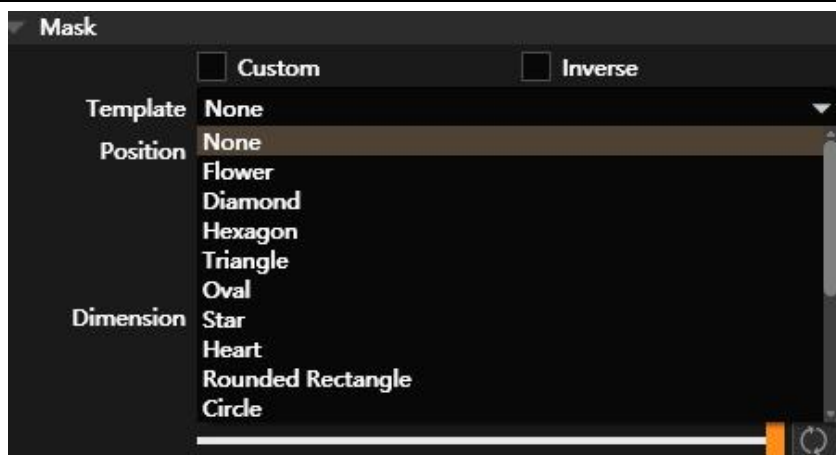 Mask
Custom Inverse
Template None
Position None
Flower
Diamond
Hexagon
Triangle
Oval
Dimension Star
Heart
Rounded Rectangle
Circle